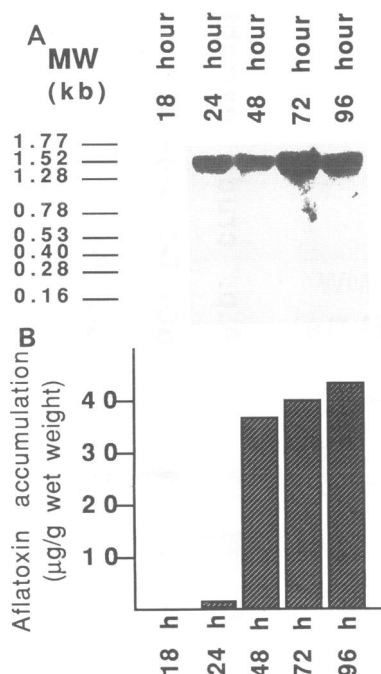 A
MW
(kb)
18 hour
24 hour
48 hour
72 hour
96 hour
1.77
1.52
1.28
0.78
0.53
0.40
0.28
0.16
B
Aflatoxin accumulation
(µg/g wet weight)
40
30
20
10
18 h
24 h
48 h
72 h
96 h